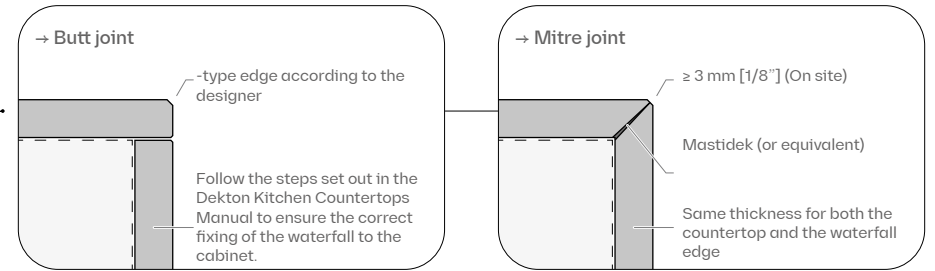 → Butt joint
-type edge according to the
designer
Follow the steps set out in the
Dekton Kitchen Countertops
Manual to ensure the correct
fixing of the waterfall to the
cabinet.
→ Mitre joint
≥ 3 mm [1/8”] (On site)
Mastidek (or equivalent)
Same thickness for both the
countertop and the waterfall
edge